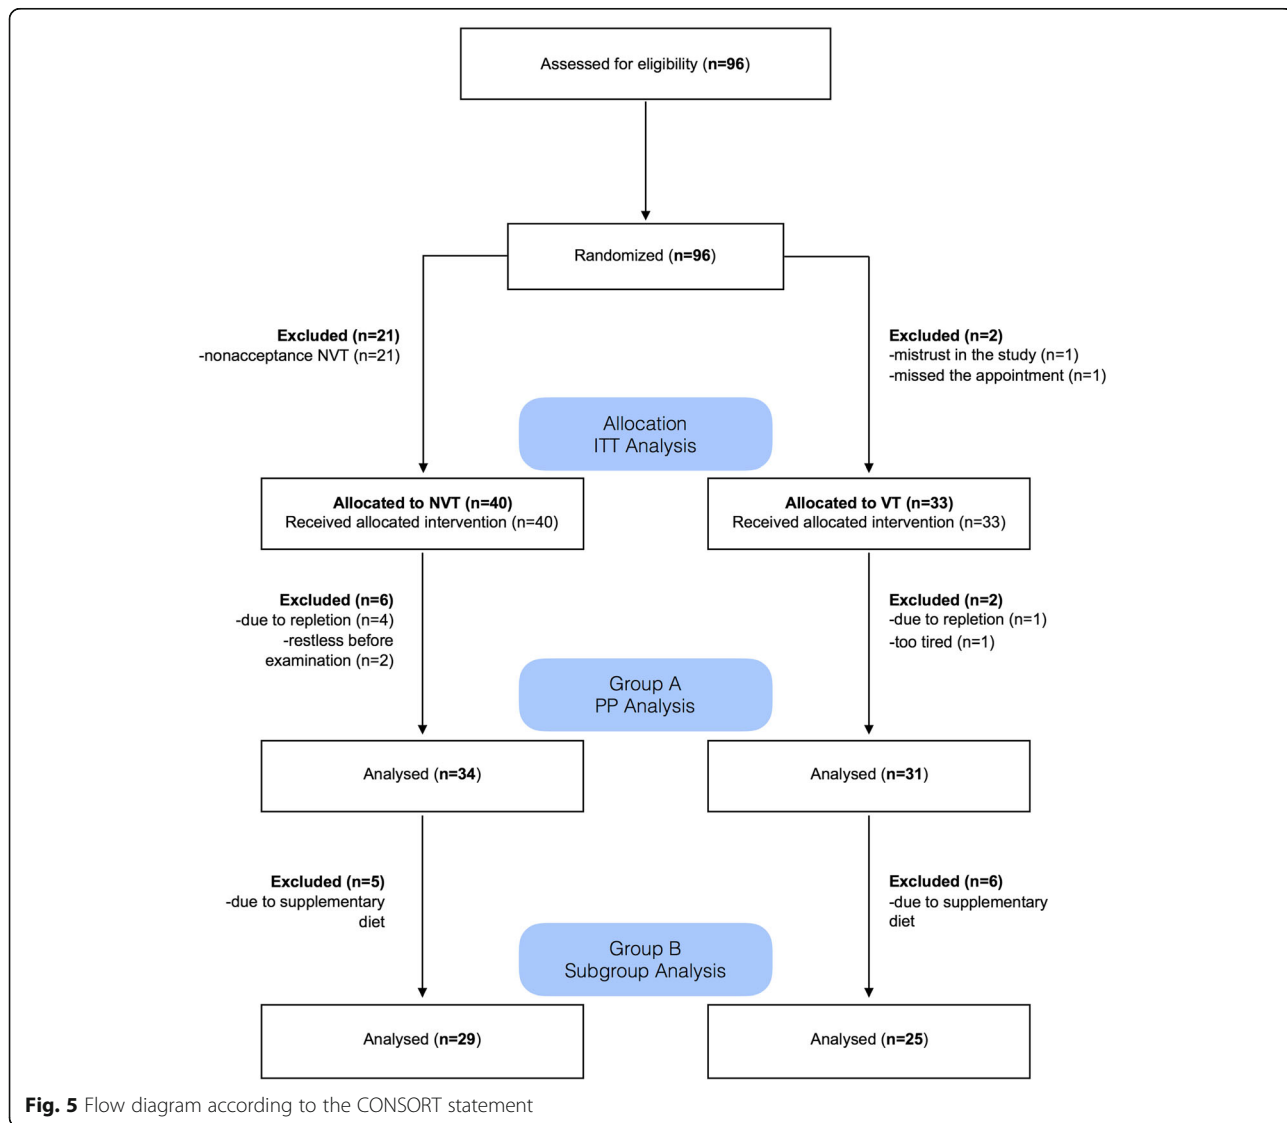 Assessed for eligibility (n=96)
Randomized (n=96)
Excluded (n=21)
-nonacceptance NVT (n=21)
Excluded (n=2)
-mistrust in the study (n=1)
-missed the appointment (n=1)
Allocation
ITT Analysis
Allocated to NVT (n=40)
Received allocated intervention (n=40)
Allocated to VT (n=33)
Received allocated intervention (n=33)
Excluded (n=6)
-due to repletion (n=4)
-restless before
examination (n=2)
Excluded (n=2)
-due to repletion (n=1)
-too tired (n=1)
Group A
PP Analysis
Analysed (n=34)
Analysed (n=31)
Excluded (n=5)
-due to supplementary
diet
Excluded (n=6)
-due to supplementary
diet
Group B
Subgroup Analysis
Analysed (n=29)
Analysed (n=25)
Fig. 5 Flow diagram according to the CONSORT statement